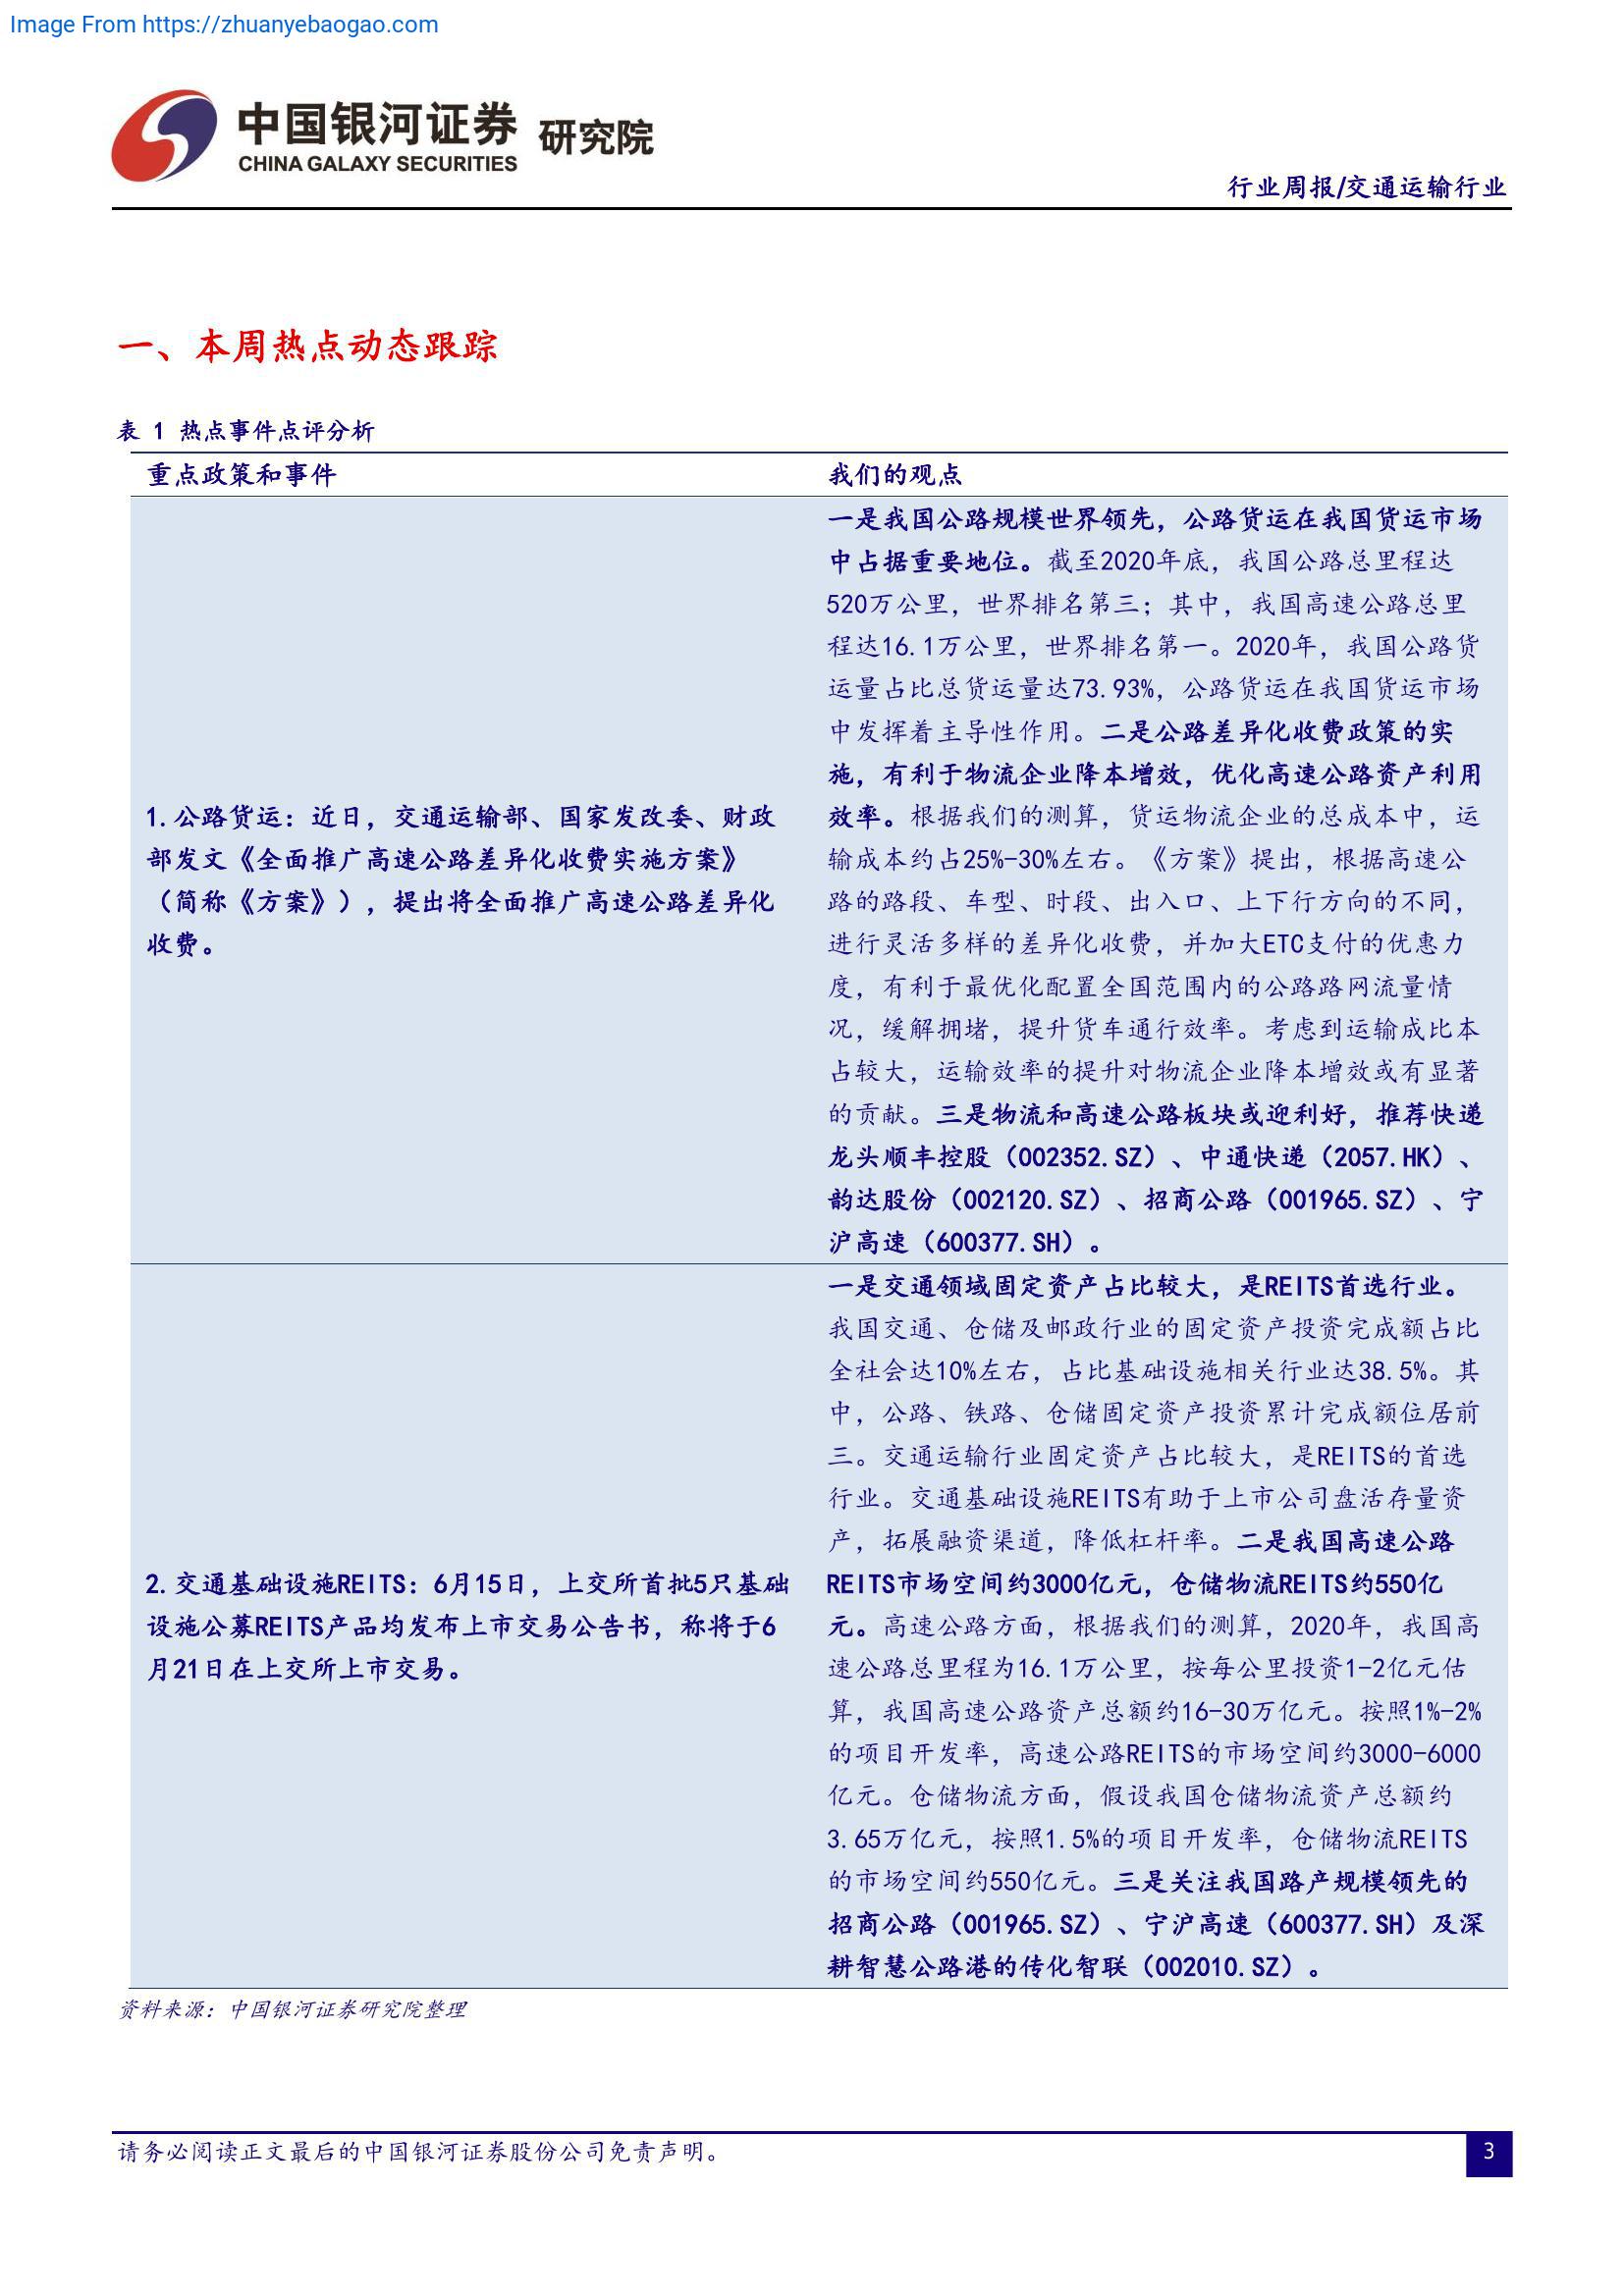 Image From https://zhuanyebaogao.com
中国银河证券 研究院
CHINA GALAXY SECURITIES
行业周报/交通运输行业
一、本周热点动态跟踪
表 1 热点事件点评分析
重点政策和事件 我们的观点
1.公路货运：近日，交通运输部、国家发改委、财政
部发文《全面推广高速公路差异化收费实施方案》
（简称《方案》），提出将全面推广高速公路差异化
收费。
一是我国公路规模世界领先，公路货运在我国货运市场
中占据重要地位。截至2020年底，我国公路总里程达
520万公里，世界排名第三；其中，我国高速公路总里
程达16.1万公里，世界排名第一。2020年，我国公路货
运量占比总货运量达73.93%，公路货运在我国货运市场
中发挥着主导性作用。二是公路差异化收费政策的实
施，有利于物流企业降本增效，优化高速公路资产利用
效率。根据我们的测算，货运物流企业的总成本中，运
输成本约占25%-30%左右。《方案》提出，根据高速公
路的路段、车型、时段、出入口、上下行方向的不同，
进行灵活多样的差异化收费，并加大ETC支付的优惠力
度，有利于最优化配置全国范围内的公路路网流量情
况，缓解拥堵，提升货车通行效率。考虑到运输成比本
占较大，运输效率的提升对物流企业降本增效或有显著
的贡献。三是物流和高速公路板块或迎利好，推荐快递
龙头顺丰控股（002352.SZ）、中通快递（2057.HK）、
韵达股份（002120.SZ）、招商公路（001965.SZ）、宁
沪高速（600377.SH）。
2.交通基础设施REITS：6月15日，上交所首批5只基础
设施公募REITS产品均发布上市交易公告书，称将于6
月21日在上交所上市交易。
一是交通领域固定资产占比较大，是REITS首选行业。
我国交通、仓储及邮政行业的固定资产投资完成额占比
全社会达10%左右，占比基础设施相关行业达38.5%。其
中，公路、铁路、仓储固定资产投资累计完成额位居前
三。交通运输行业固定资产占比较大，是REITS的首选
行业。交通基础设施REITS有助于上市公司盘活存量资
产，拓展融资渠道，降低杠杆率。二是我国高速公路
REITS市场空间约3000亿元，仓储物流REITS约550亿
元。高速公路方面，根据我们的测算，2020年，我国高
速公路总里程为16.1万公里，按每公里投资1-2亿元估
算，我国高速公路资产总额约16-30万亿元。按照1%-2%
的项目开发率，高速公路REITS的市场空间约3000-6000
亿元。仓储物流方面，假设我国仓储物流资产总额约
3.65万亿元，按照1.5%的项目开发率，仓储物流REITS
的市场空间约550亿元。三是关注我国路产规模领先的
招商公路（001965.SZ）、宁沪高速（600377.SH）及深
耕智慧公路港的传化智联（002010.SZ）。
资料来源：中国银河证券研究院整理
请务必阅读正文最后的中国银河证券股份公司免责声明。
3